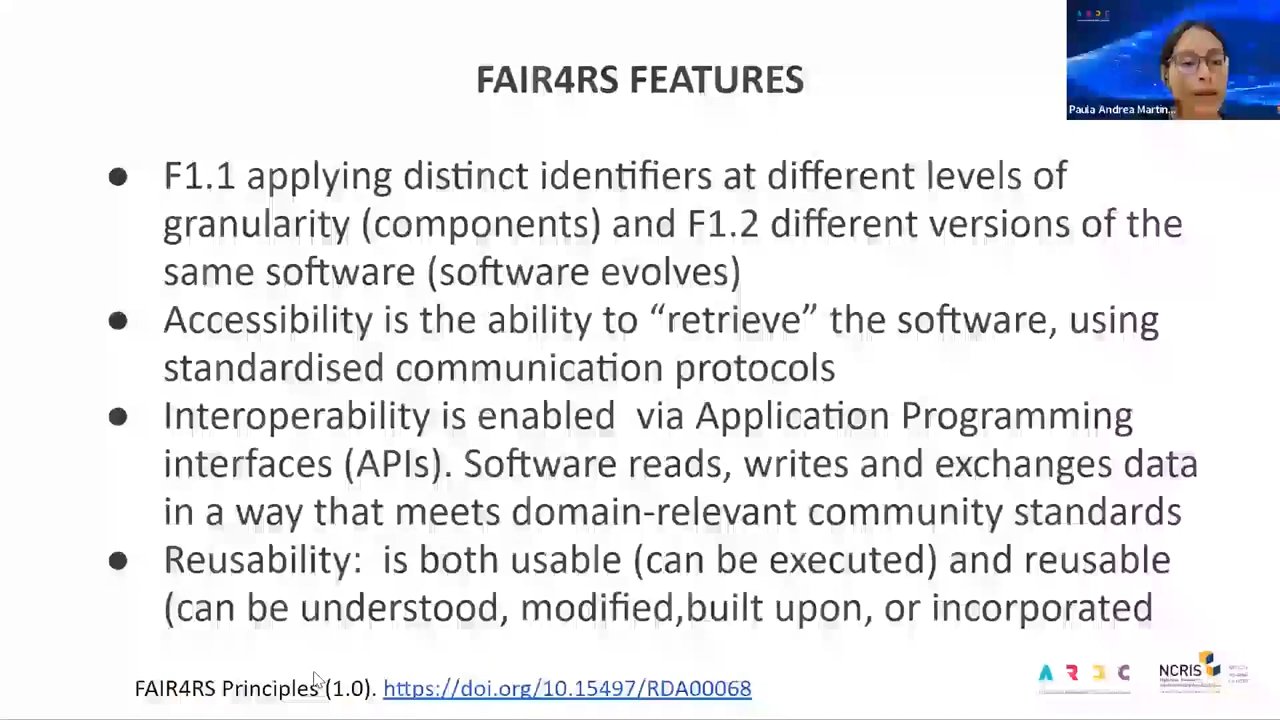 FAIR4RS FEATURES
A R D C
Paula Andrea Martin...
● F1.1 applying distinct identifiers at different levels of
granularity (components) and F1.2 different versions of the
same software (software evolves)
● Accessibility is the ability to “retrieve” the software, using
standardised communication protocols
● Interoperability is enabled  via Application Programming
interfaces (APIs). Software reads, writes and exchanges data
in a way that meets domain-relevant community standards
● Reusability:  is both usable (can be executed) and reusable
(can be understood, modified,built upon, or incorporated
FAIR4RS Principles (1.0). https://doi.org/10.15497/RDA00068
A R D C
NCRIS